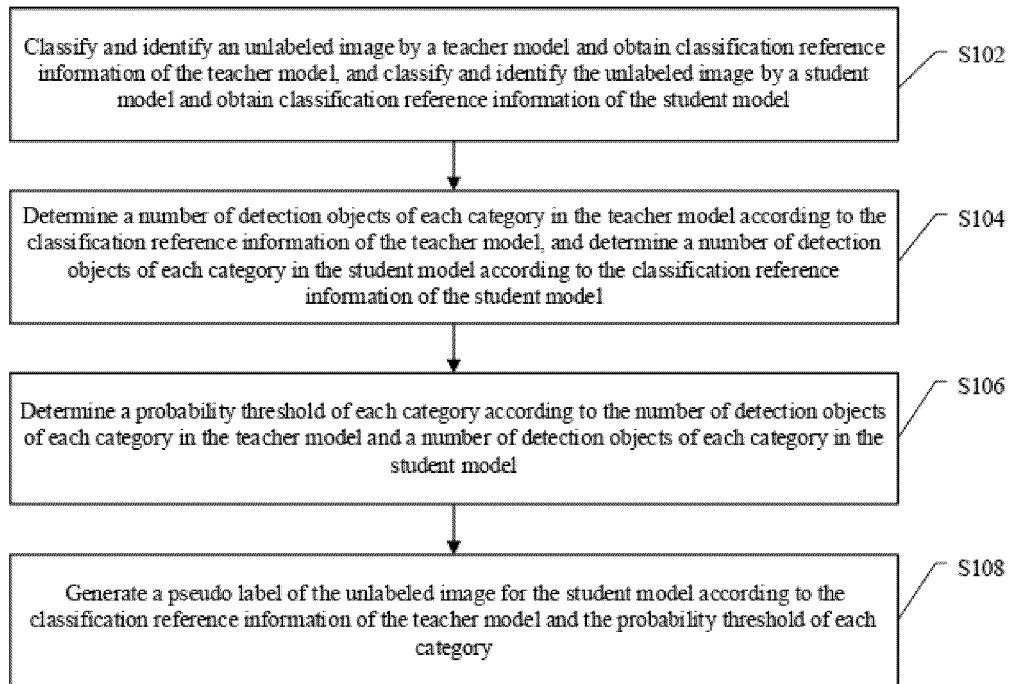 Classify and identify an unlabeled image by a teacher model and obtain classification reference
information of the teacher model, and classify and identify the unlabeled image by a student
model and obtain classification reference information of the student model
S102
Determine a number of detection objects of each category in the teacher model according to the
classification reference information of the teacher model, and determine a number of detection
objects of each category in the student model according to the classification reference
information of the student model
S104
Determine a probability threshold of each category according to the number of detection objects
of each category in the teacher model and a number of detection objects of each category in the
student model
S106
Generate a pseudo label of the unlabeled image for the student model according to the
classification reference information of the teacher model and the probability threshold of each
category
S108